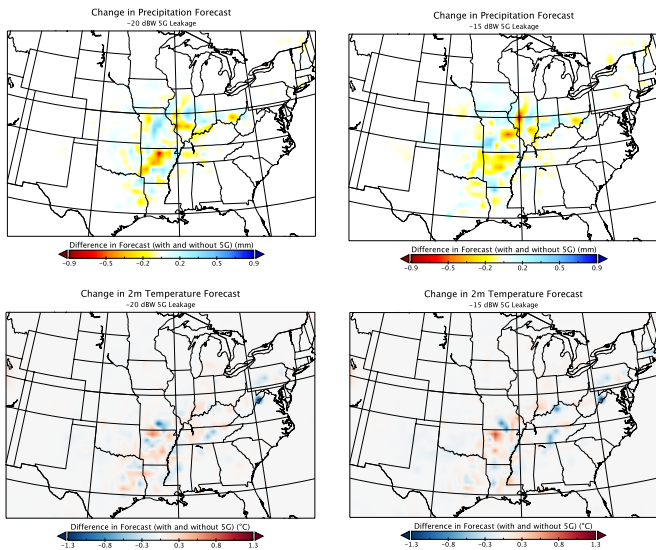 Change in Precipitation Forecast
−20 dBW 5G Leakage
Difference in Forecast (with and without 5G) (mm)
−0.9 −0.5 −0.2 0.2 0.5 0.9
Change in Precipitation Forecast
−15 dBW 5G Leakage
Difference in Forecast (with and without 5G) (mm)
−0.9 −0.5 −0.2 0.2 0.5 0.9
Change in 2m Temperature Forecast
−20 dBW 5G Leakage
Difference in Forecast (with and without 5G) (°C)
−1.3 −0.8 −0.3 0.3 0.8 1.3
Change in 2m Temperature Forecast
−15 dBW 5G Leakage
Difference in Forecast (with and without 5G) (°C)
−1.3 −0.8 −0.3 0.3 0.8 1.3